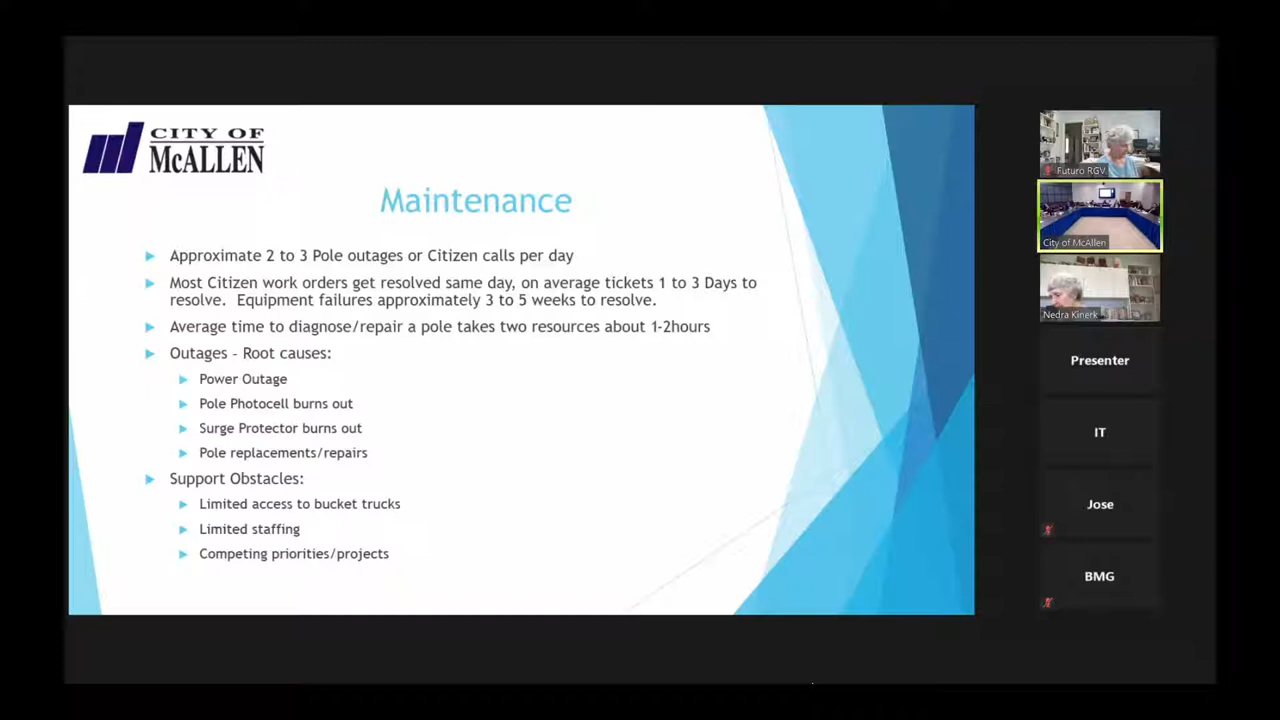 CITY OF
McALLEN
Maintenance
Approximate 2 to 3 Pole outages or Citizen calls per day
Most Citizen work orders get resolved same day, on average tickets 1 to 3 Days to
resolve. Equipment failures approximately 3 to 5 weeks to resolve.
Average time to diagnose/repair a pole takes two resources about 1-2hours
Outages – Root causes:
Power Outage
Pole Photocell burns out
Surge Protector burns out
Pole replacements/repairs
Support Obstacles:
Limited access to bucket trucks
Limited staffing
Competing priorities/projects
Futuro RGV
City of McAllen
Nedra Kinerk
Presenter
IT
Jose
BMG